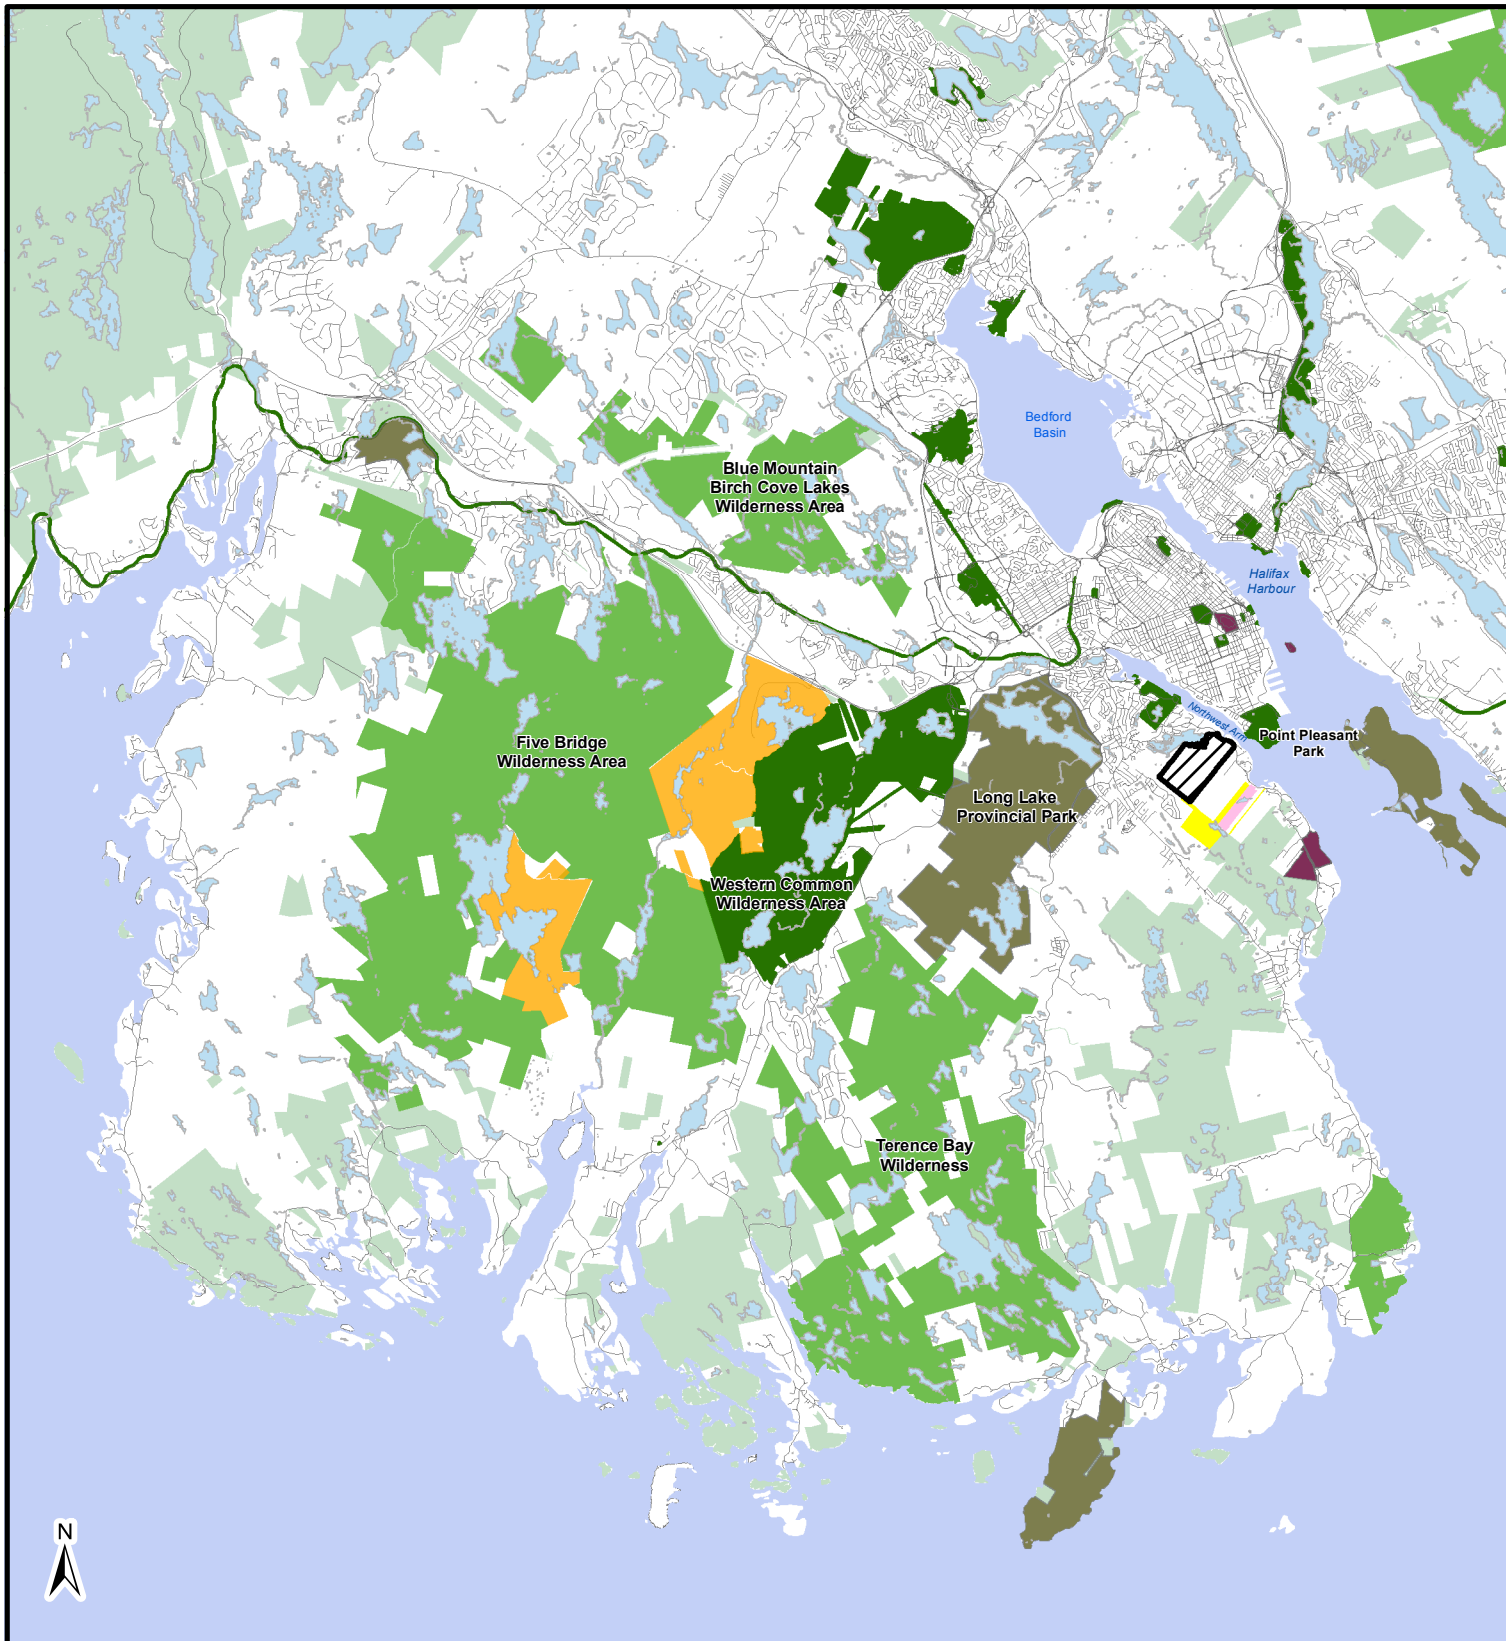 Bedford
Basin
Blue Mountain
Birch Cove Lakes
Wilderness Area
Halifax
Harbour
Northwest Arm
Point Pleasant
Park
Five Bridge
Wilderness Area
Long Lake
Provincial Park
Western Common
Wilderness Area
Terence Bay
Wilderness
N